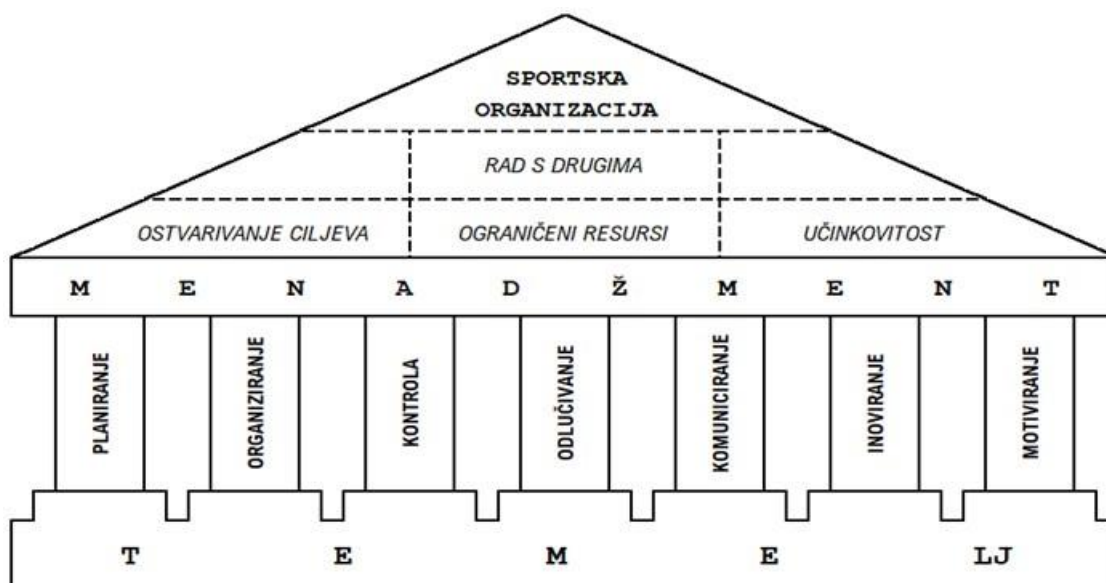 SPORTSKA
ORGANIZACIJA
RAD S DRUGIMA
OSTVARIVANJE CILJEVA OGRANIČENI RESURSI UČINKOVITOST
M E N A D Ž M E N T
PLANIRANJE
ORGANIZIRANJE
KONTROLA
ODLUČIVANJE
KOMUNICIRANJE
INOVIRANJE
MOTIVIRANJE
T E M E LJ